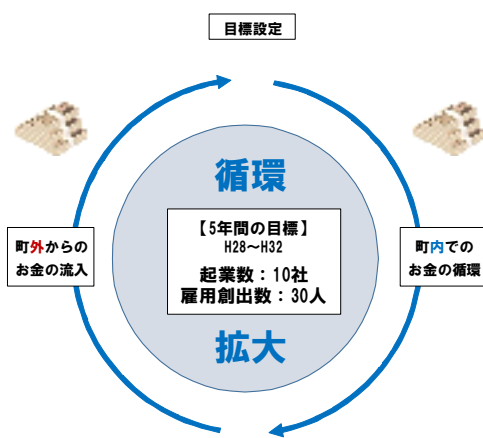 目標設定
循環
【5年間の目標】
H28～H32
起業数：10社
雇用創出数：30人
拡大
町外からの
お金の流入
町内での
お金の循環